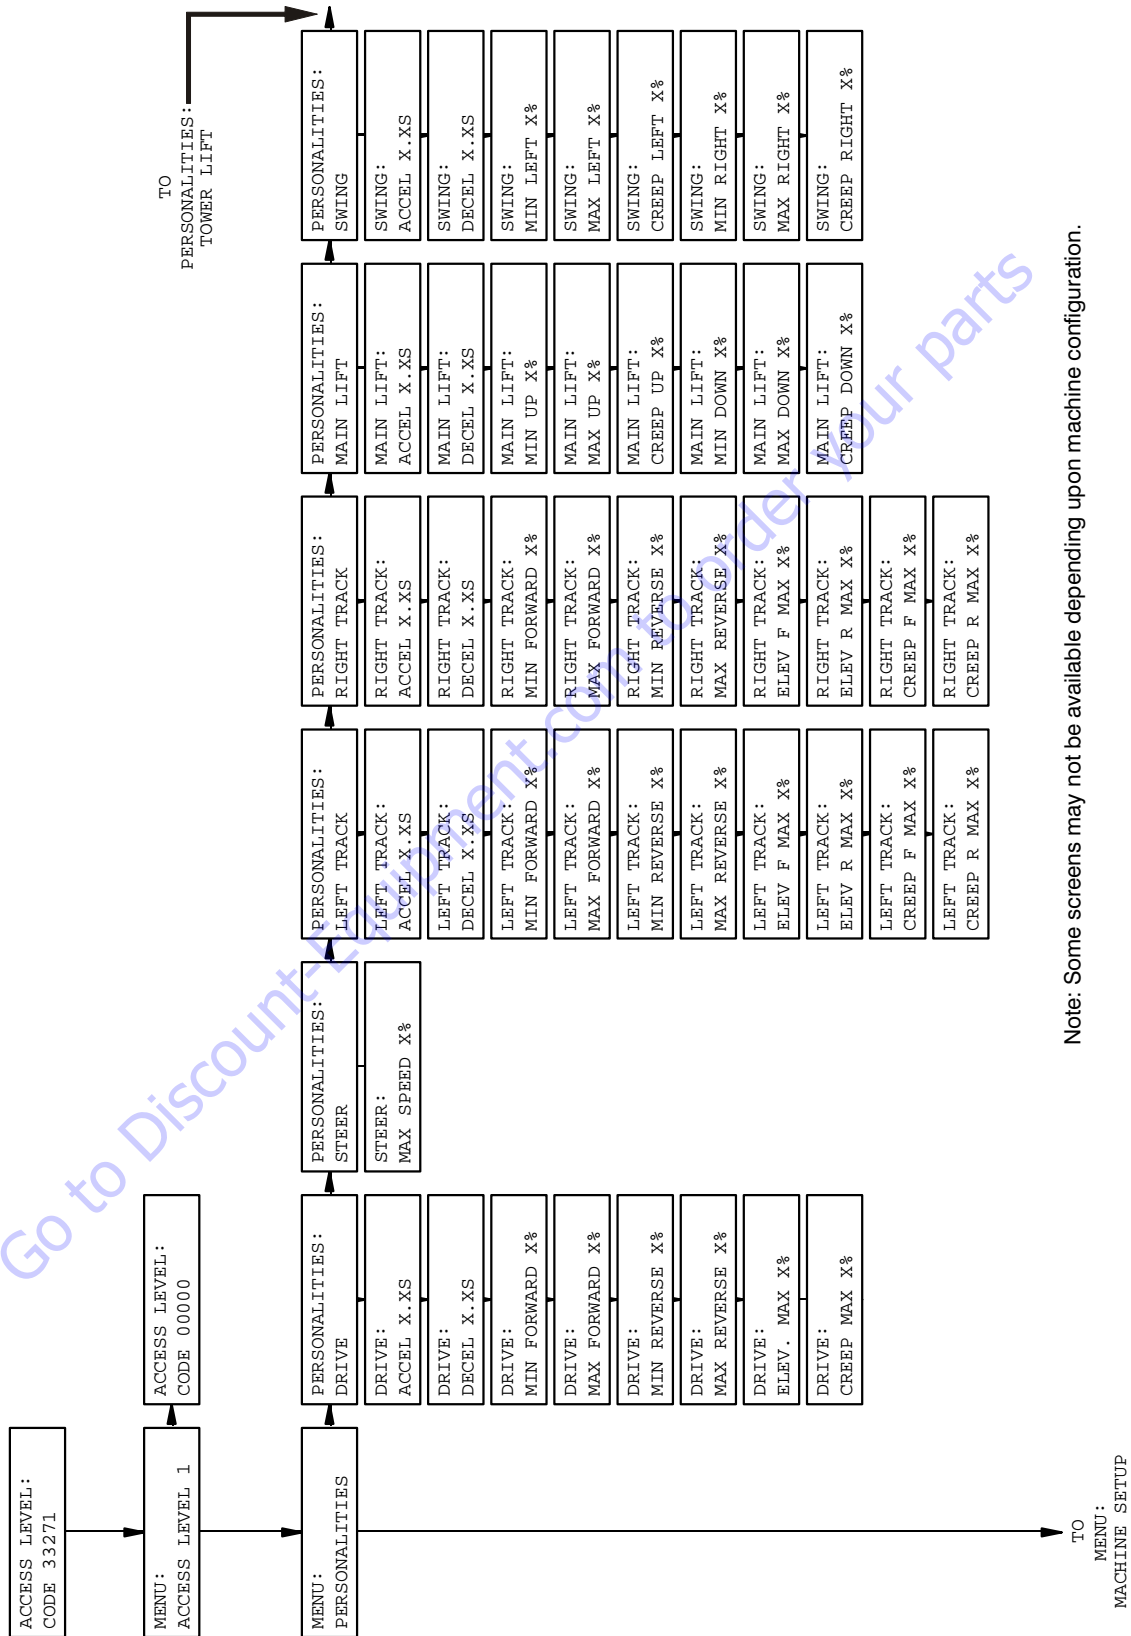 ACCESS LEVEL:
CODE 33271
MENU:
ACCESS LEVEL 1
ACCESS LEVEL:
CODE 00000
MENU:
PERSONALITIES
TO
MENU:
MACHINE SETUP
PERSONALITIES:
DRIVE
DRIVE:
ACCEL X.XS
DRIVE:
DECEL X.XS
DRIVE:
MIN FORWARD X%
DRIVE:
MAX FORWARD X%
DRIVE:
MIN REVERSE X%
DRIVE:
MAX REVERSE X%
DRIVE:
ELEV. MAX X%
DRIVE:
CREEP MAX X%
PERSONALITIES:
STEER
STEER:
MAX SPEED X%
PERSONALITIES:
LEFT TRACK
LEFT TRACK:
ACCEL X.XS
LEFT TRACK:
DECEL X.XS
LEFT TRACK:
MIN FORWARD X%
LEFT TRACK:
MAX FORWARD X%
LEFT TRACK:
MIN REVERSE X%
LEFT TRACK:
MAX REVERSE X%
LEFT TRACK:
ELEV F MAX X%
LEFT TRACK:
ELEV R MAX X%
LEFT TRACK:
CREEP F MAX X%
LEFT TRACK:
CREEP R MAX X%
PERSONALITIES:
RIGHT TRACK
RIGHT TRACK:
ACCEL X.XS
RIGHT TRACK:
DECEL X.XS
RIGHT TRACK:
MIN FORWARD X%
RIGHT TRACK:
MAX FORWARD X%
RIGHT TRACK:
MIN REVERSE X%
RIGHT TRACK:
MAX REVERSE X%
RIGHT TRACK:
ELEV F MAX X%
RIGHT TRACK:
ELEV R MAX X%
RIGHT TRACK:
CREEP F MAX X%
RIGHT TRACK:
CREEP R MAX X%
PERSONALITIES:
MAIN LIFT
MAIN LIFT:
ACCEL X.XS
MAIN LIFT:
DECEL X.XS
MAIN LIFT:
MIN UP X%
MAIN LIFT:
MAX UP X%
MAIN LIFT:
CREEP UP X%
MAIN LIFT:
MIN DOWN X%
MAIN LIFT:
MAX DOWN X%
MAIN LIFT:
CREEP DOWN X%
PERSONALITIES:
SWING
SWING:
ACCEL X.XS
SWING:
DECEL X.XS
SWING:
MIN LEFT X%
SWING:
MAX LEFT X%
SWING:
CREEP LEFT X%
SWING:
MIN RIGHT X%
SWING:
MAX RIGHT X%
SWING:
CREEP RIGHT X%
TO
PERSONALITIES:
TOWER LIFT
Note: Some screens may not be available depending upon machine configuration.
Go to Discount-Equipment.com to order your parts